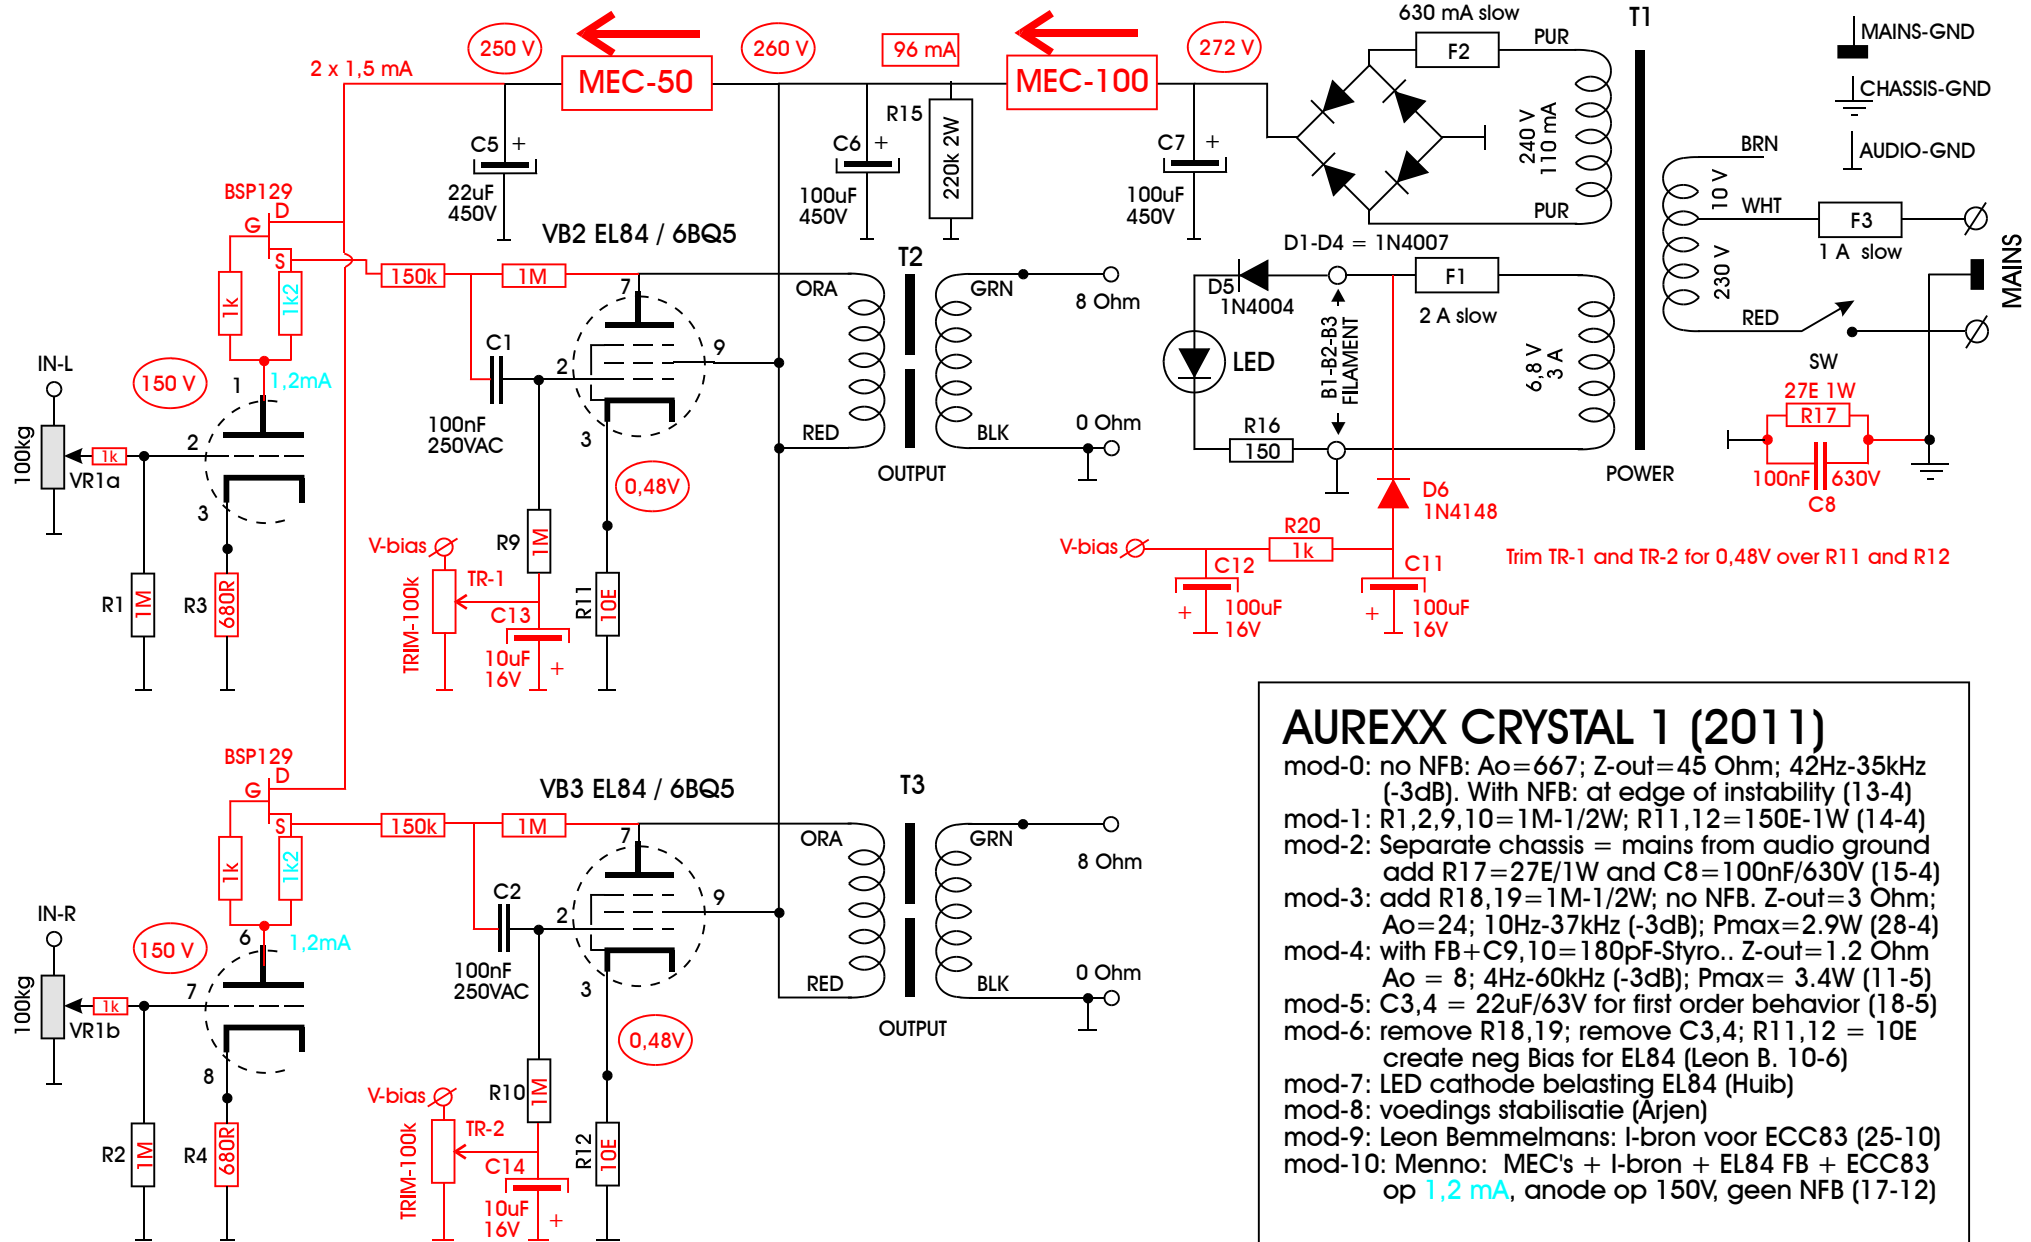 630 mA slow
T1
MAINS-GND
CHASSIS-GND
AUDIO-GND
250 V
MEC-50
260 V
96 mA
MEC-100
272 V
F2
PUR
2 x 1,5 mA
240 V
110 mA
PUR
C5 +
22uF
450V
C6 +
100uF
450V
R15
220k 2W
C7 +
100uF
450V
BRN
10 V
WHT
F3
1 A slow
230 V
RED
SW
MAINS
BSP129
D
G
S
1k
1k2
150k
1M
VB2 EL84 / 6BQ5
7
9
2
3
ORA
RED
T2
OUTPUT
GRN
8 Ohm
BLK
0 Ohm
D1-D4 = 1N4007
D5
1N4004
F1
2 A slow
LED
B1-B2-B3
FILAMENT
6,8 V
3 A
R16
150
POWER
27E 1W
R17
100nF
630V
C8
IN-L
100kg
VR1a
1k
150 V
1
1,2mA
2
3
R1
1M
R3
680R
C1
100nF
250VAC
0,48V
R9
1M
V-bias
TR-1
TRIM-100k
C13
10uF
16V
+
R11
10E
D6
1N4148
V-bias
R20
1k
C12
+
100uF
16V
C11
+
100uF
16V
Trim TR-1 and TR-2 for 0,48V over R11 and R12
BSP129
D
G
S
1k
1k2
150k
1M
VB3 EL84 / 6BQ5
7
9
2
3
ORA
RED
T3
OUTPUT
GRN
8 Ohm
BLK
0 Ohm
IN-R
100kg
VR1b
1k
150 V
6
1,2mA
7
8
R2
1M
R4
680R
C2
100nF
250VAC
0,48V
R10
1M
V-bias
TR-2
TRIM-100k
C14
10uF
16V
+
R12
10E
AUREXX CRYSTAL 1 (2011)
mod-0: no NFB: Ao=667; Z-out=45 Ohm; 42Hz-35kHz
(-3dB). With NFB: at edge of instability (13-4)
mod-1: R1,2,9,10=1M-1/2W; R11,12=150E-1W (14-4)
mod-2: Separate chassis = mains from audio ground
add R17=27E/1W and C8=100nF/630V (15-4)
mod-3: add R18,19=1M-1/2W; no NFB. Z-out=3 Ohm;
Ao=24; 10Hz-37kHz (-3dB); Pmax=2.9W (28-4)
mod-4: with FB+C9,10=180pF-Styro.. Z-out=1.2 Ohm
Ao = 8; 4Hz-60kHz (-3dB); Pmax= 3.4W (11-5)
mod-5: C3,4 = 22uF/63V for first order behavior (18-5)
mod-6: remove R18,19; remove C3,4; R11,12 = 10E
create neg Bias for EL84 (Leon B. 10-6)
mod-7: LED cathode belasting EL84 (Huib)
mod-8: voedings stabilisatie (Arjen)
mod-9: Leon Bemmelmans: I-bron voor ECC83 (25-10)
mod-10: Menno: MEC's + I-bron + EL84 FB + ECC83
op 1,2 mA, anode op 150V, geen NFB (17-12)